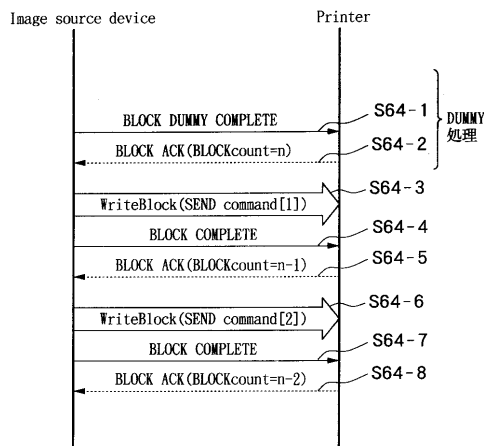 Image source device
Printer
BLOCK DUMMY COMPLETE
S64-1
BLOCK ACK(BLOCKcount=n)
S64-2
DUMMY
処理
WriteBlock(SEND command[1])
S64-3
BLOCK COMPLETE
S64-4
BLOCK ACK(BLOCKcount=n-1)
S64-5
WriteBlock(SEND command[2])
S64-6
BLOCK COMPLETE
S64-7
BLOCK ACK(BLOCKcount=n-2)
S64-8